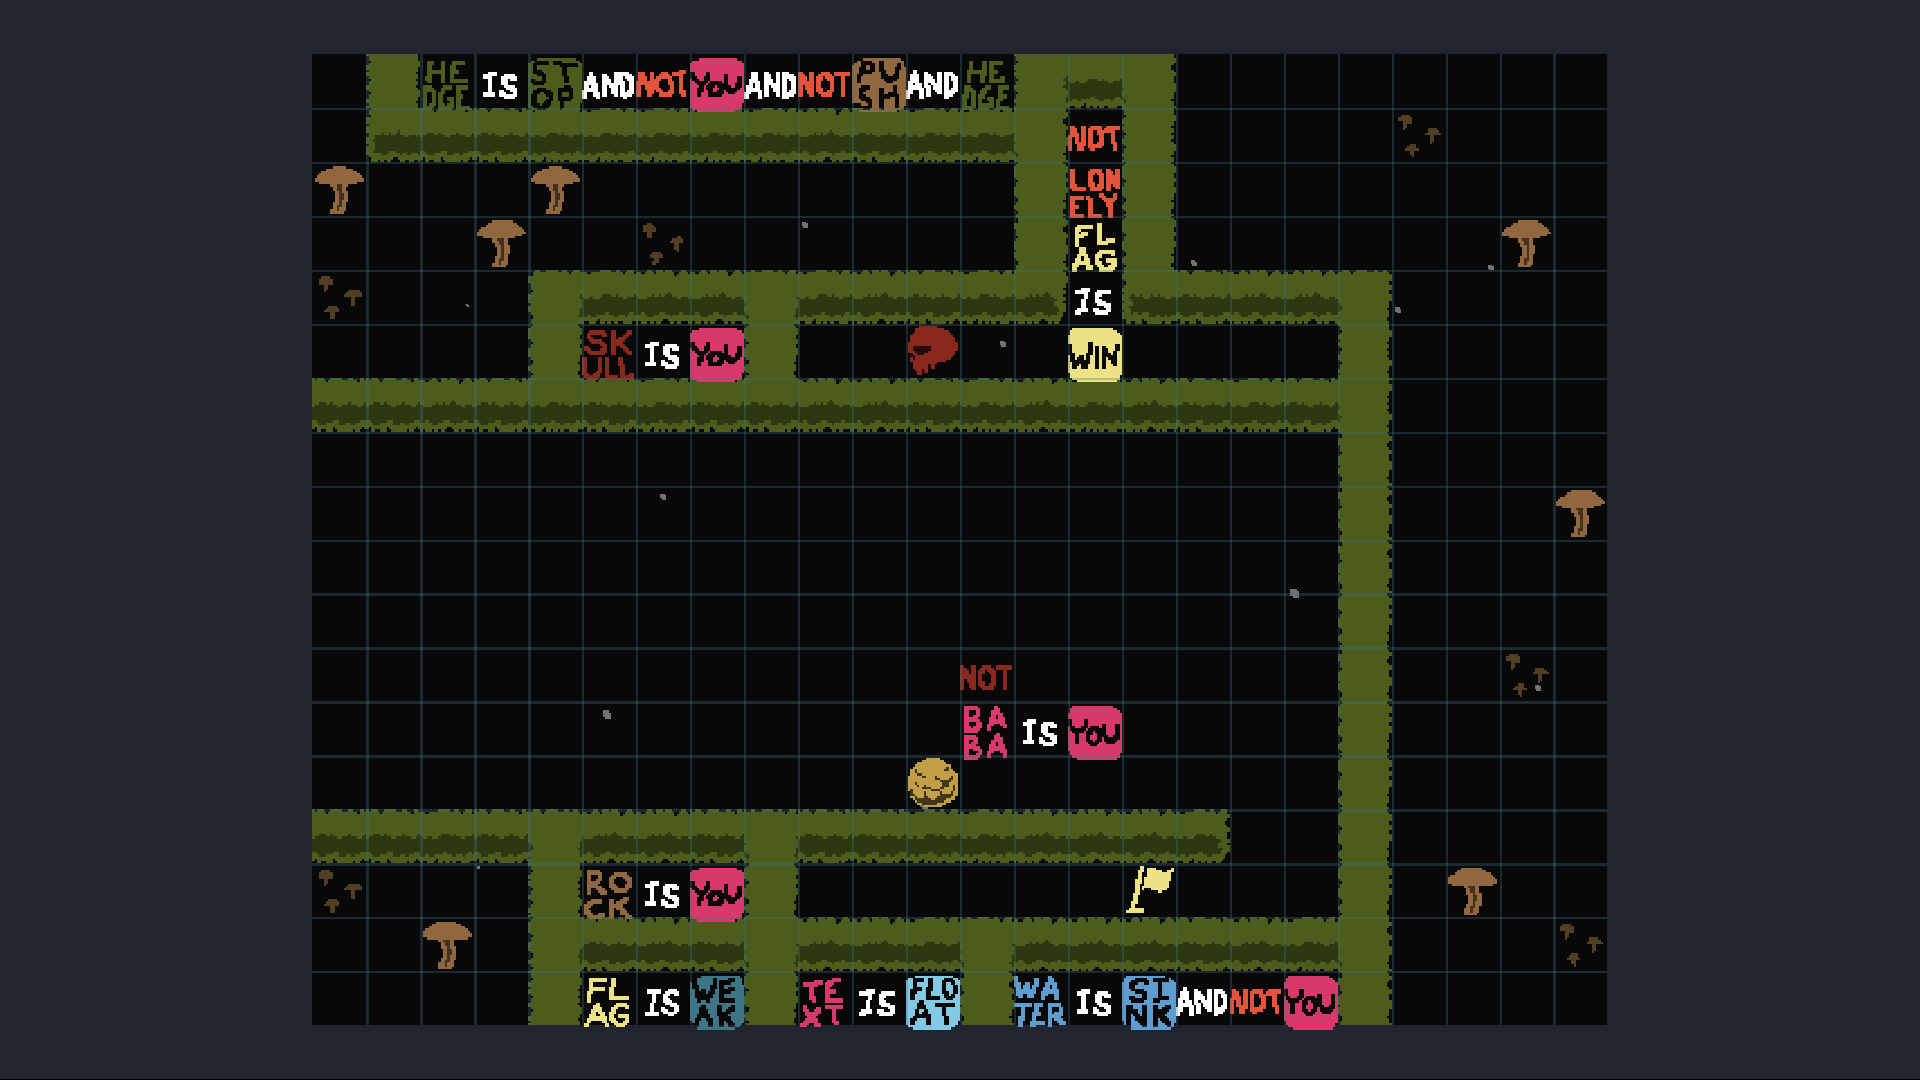 HEDGE IS STOP AND NOT YOU AND NOT PUSH AND HEDGE
NOT
LONELY
FLAG
IS
WIN
SKULL IS YOU
NOT
BABA IS YOU
ROCK IS YOU
FLAG IS WEAK TEXT IS FLOAT WATER IS SINK AND NOT YOU